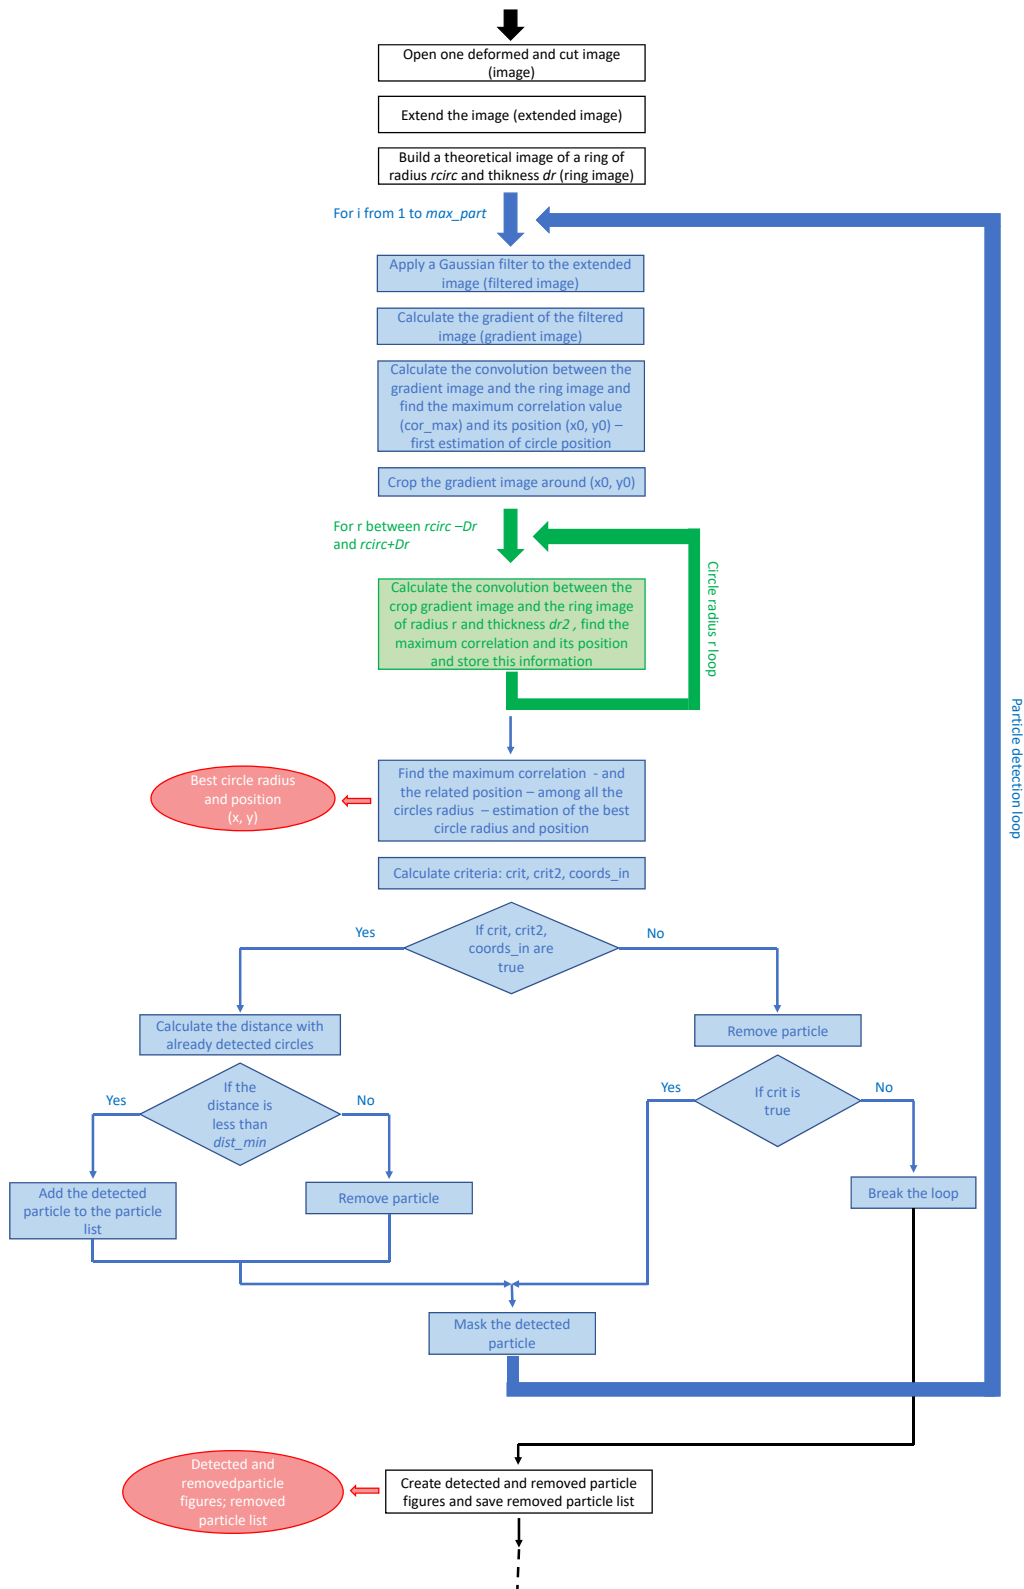 Open one deformed and cut image
(image)
Extend the image (extended image)
Build a theoretical image of a ring of
radius rcirc and thikness dr (ring image)
For i from 1 to max_part
Apply a Gaussian filter to the extended
image (filtered image)
Calculate the gradient of the filtered
image (gradient image)
Calculate the convolution between the
gradient image and the ring image and
find the maximum correlation value
(cor_max) and its position (x0, y0) –
first estimation of circle position
Crop the gradient image around (x0, y0)
For r between rcirc –Dr
and rcirc+Dr
Calculate the convolution between the
crop gradient image and the ring image
of radius r and thickness dr2 , find the
maximum correlation and its position
and store this information
Circle radius r loop
Particle detection loop
Best circle radius
and position
(x, y)
Find the maximum correlation - and
the related position – among all the
circles radius – estimation of the best
circle radius and position
Calculate criteria: crit, crit2, coords_in
Yes
If crit, crit2,
coords_in are
true
No
Calculate the distance with
already detected circles
Remove particle
Yes
If the
distance is
less than
dist_min
No
Yes
If crit is
true
No
Add the detected
particle to the particle
list
Remove particle
Break the loop
Mask the detected
particle
Detected and
removedparticle
figures; removed
particle list
Create detected and removed particle
figures and save removed particle list